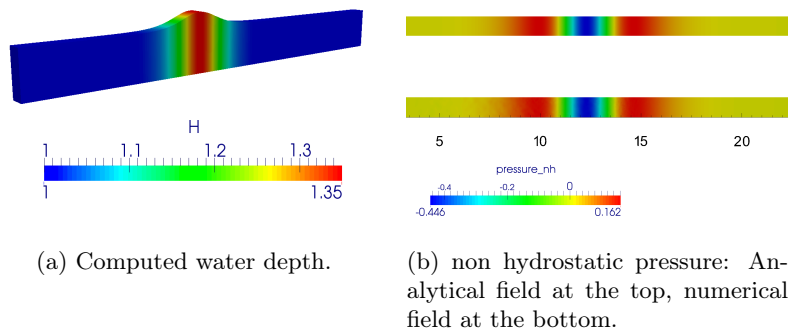 H
1 1.1 1.2 1.3
1 1.35
(a) Computed water depth.
5 10 15 20
pressure_nh
-0.4 -0.2 0
-0.446 0.162
(b) non hydrostatic pressure: An-
alytical field at the top, numerical
field at the bottom.